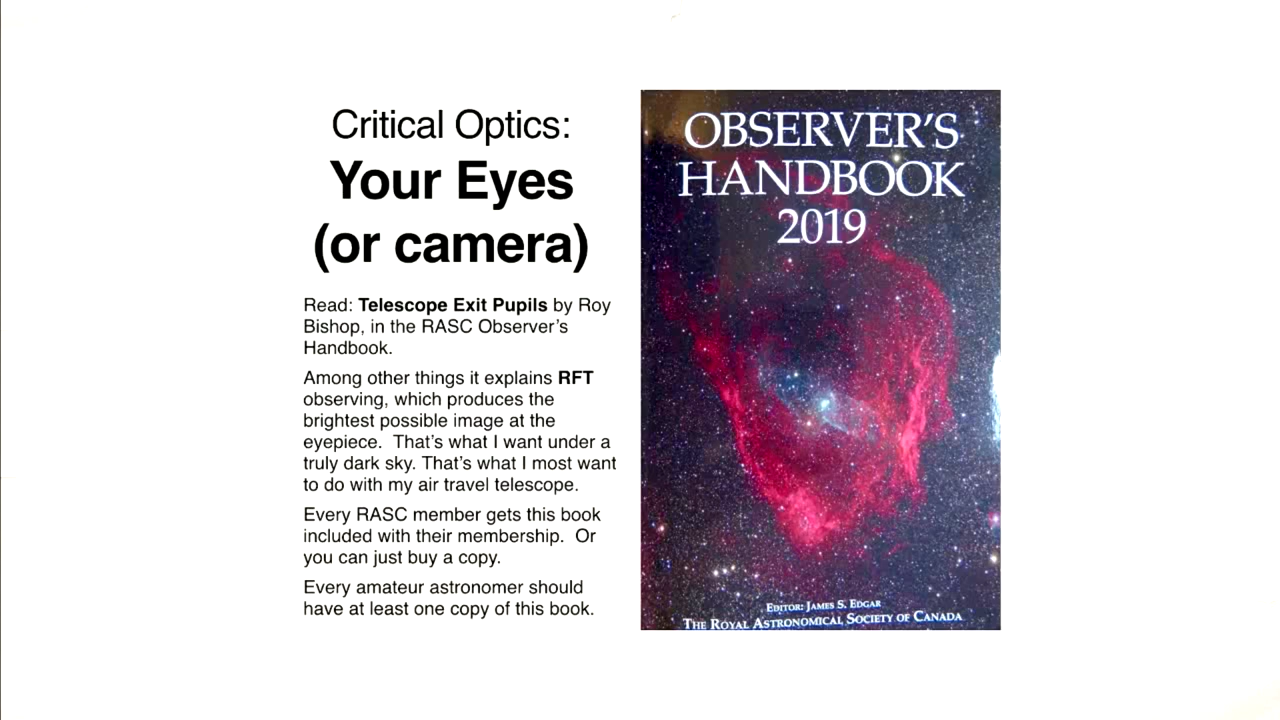 Critical Optics:
Your Eyes
(or camera)
Read: Telescope Exit Pupils by Roy
Bishop, in the RASC Observer's
Handbook.
Among other things it explains RFT
observing, which produces the
brightest possible image at the
eyepiece.  That's what I want under a
truly dark sky. That's what I most want
to do with my air travel telescope.
Every RASC member gets this book
included with their membership.  Or
you can just buy a copy.
Every amateur astronomer should
have at least one copy of this book.
OBSERVER'S
HANDBOOK
2019
EDITOR: JAMES S. EDGAR
THE ROYAL ASTRONOMICAL SOCIETY OF CANADA